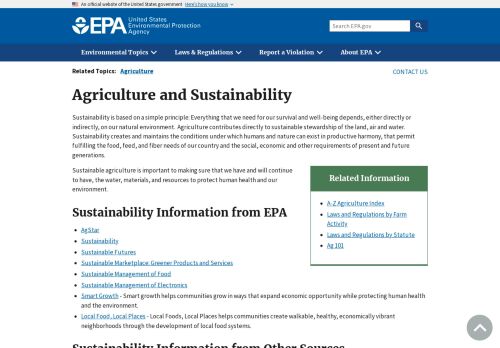 An official website of the United States government Here's how you know
EPA United States
Environmental Protection
Agency
Search EPA.gov
Environmental Topics
Laws & Regulations
Report a Violation
About EPA
Related Topics: Agriculture
CONTACT US
Agriculture and Sustainability
Sustainability is based on a simple principle: Everything that we need for our survival and well-being depends, either directly or
indirectly, on our natural environment. Agriculture contributes directly to sustainable stewardship of the land, air and water.
Sustainability creates and maintains the conditions under which humans and nature can exist in productive harmony, that permit
fulfilling the food, feed, and fiber needs of our country and the social, economic and other requirements of present and future
generations.
Sustainable agriculture is important to making sure that we have and will continue
to have, the water, materials, and resources to protect human health and our
environment.
Related Information
A-Z Agriculture Index
Laws and Regulations by Farm
Activity
Laws and Regulations by Statute
Ag 101
Sustainability Information from EPA
AgStar
Sustainability
Sustainable Futures
Sustainable Marketplace: Greener Products and Services
Sustainable Management of Food
Sustainable Management of Electronics
Smart Growth - Smart growth helps communities grow in ways that expand economic opportunity while protecting human health
and the environment.
Local Food, Local Places - Local Foods, Local Places helps communities create walkable, healthy, economically vibrant
neighborhoods through the development of local food systems.
Sustainability Information from Other Sources